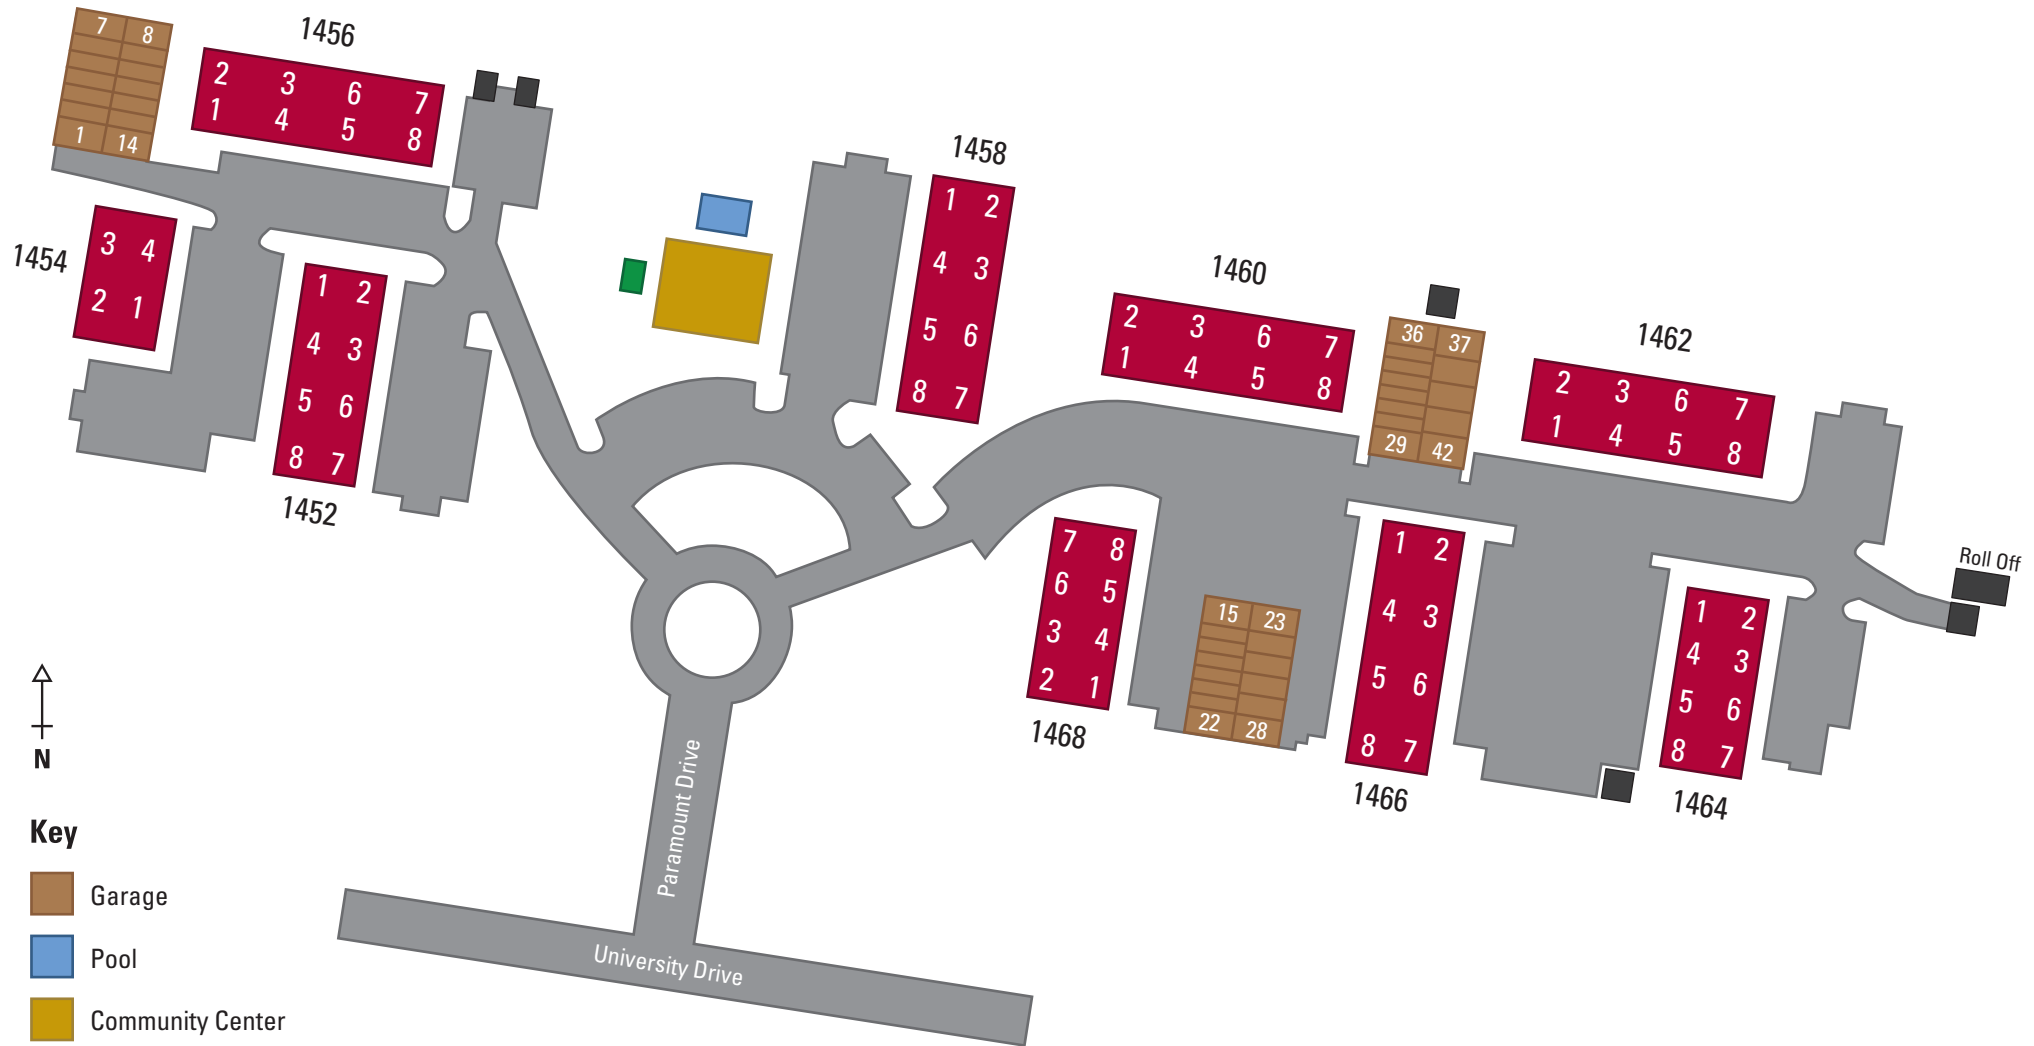 7 8
1 14
1456
2 3 6 7
1 4 5 8
1454
3 4
2 1
1 2
4 3
5 6
8 7
1452
1458
1 2
4 3
5 6
8 7
1460
2 3 6 7
1 4 5 8
36 37
29 42
1462
2 3 6 7
1 4 5 8
Roll Off
7 8
6 5
3 4
2 1
1468
15 23
22 28
1 2
4 3
5 6
8 7
1466
1 2
4 3
5 6
8 7
1464
Paramount Drive
University Drive
N
Key
Garage
Pool
Community Center